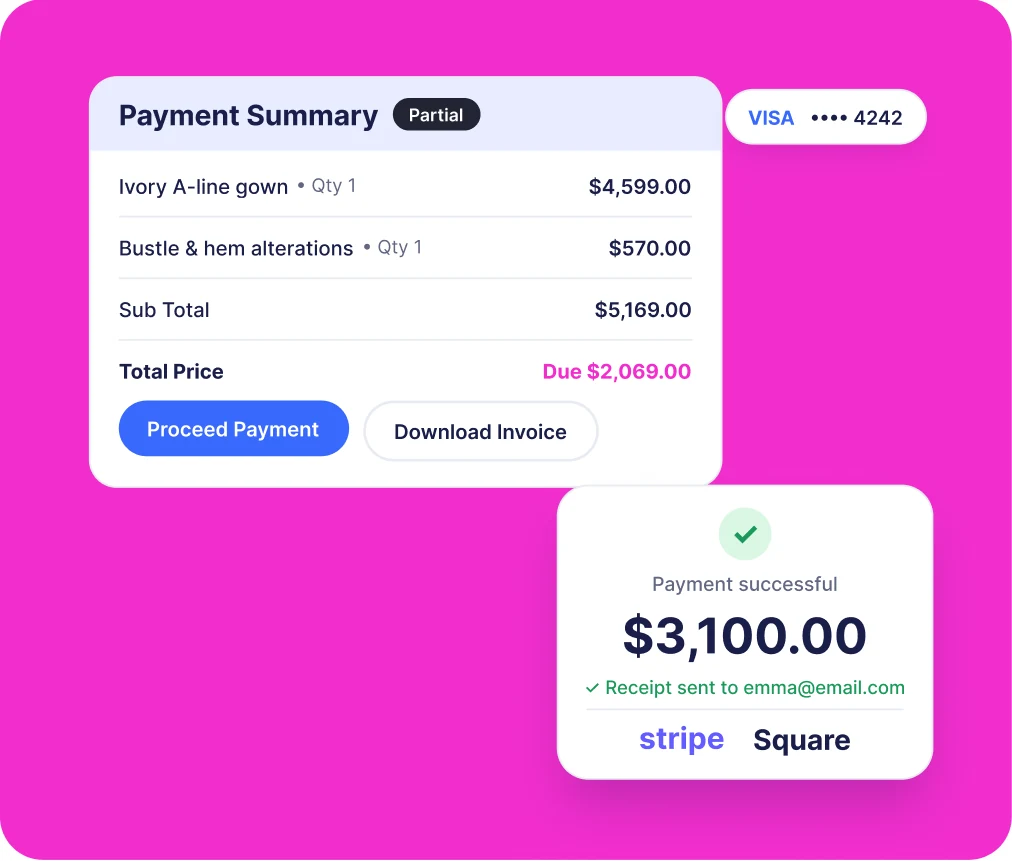 Payment Summary Partial
VISA •••• 4242
Ivory A-line gown • Qty 1 $4,599.00
Bustle & hem alterations • Qty 1 $570.00
Sub Total $5,169.00
Total Price Due $2,069.00
Proceed Payment Download Invoice
Payment successful
$3,100.00
✓ Receipt sent to emma@email.com
stripe Square